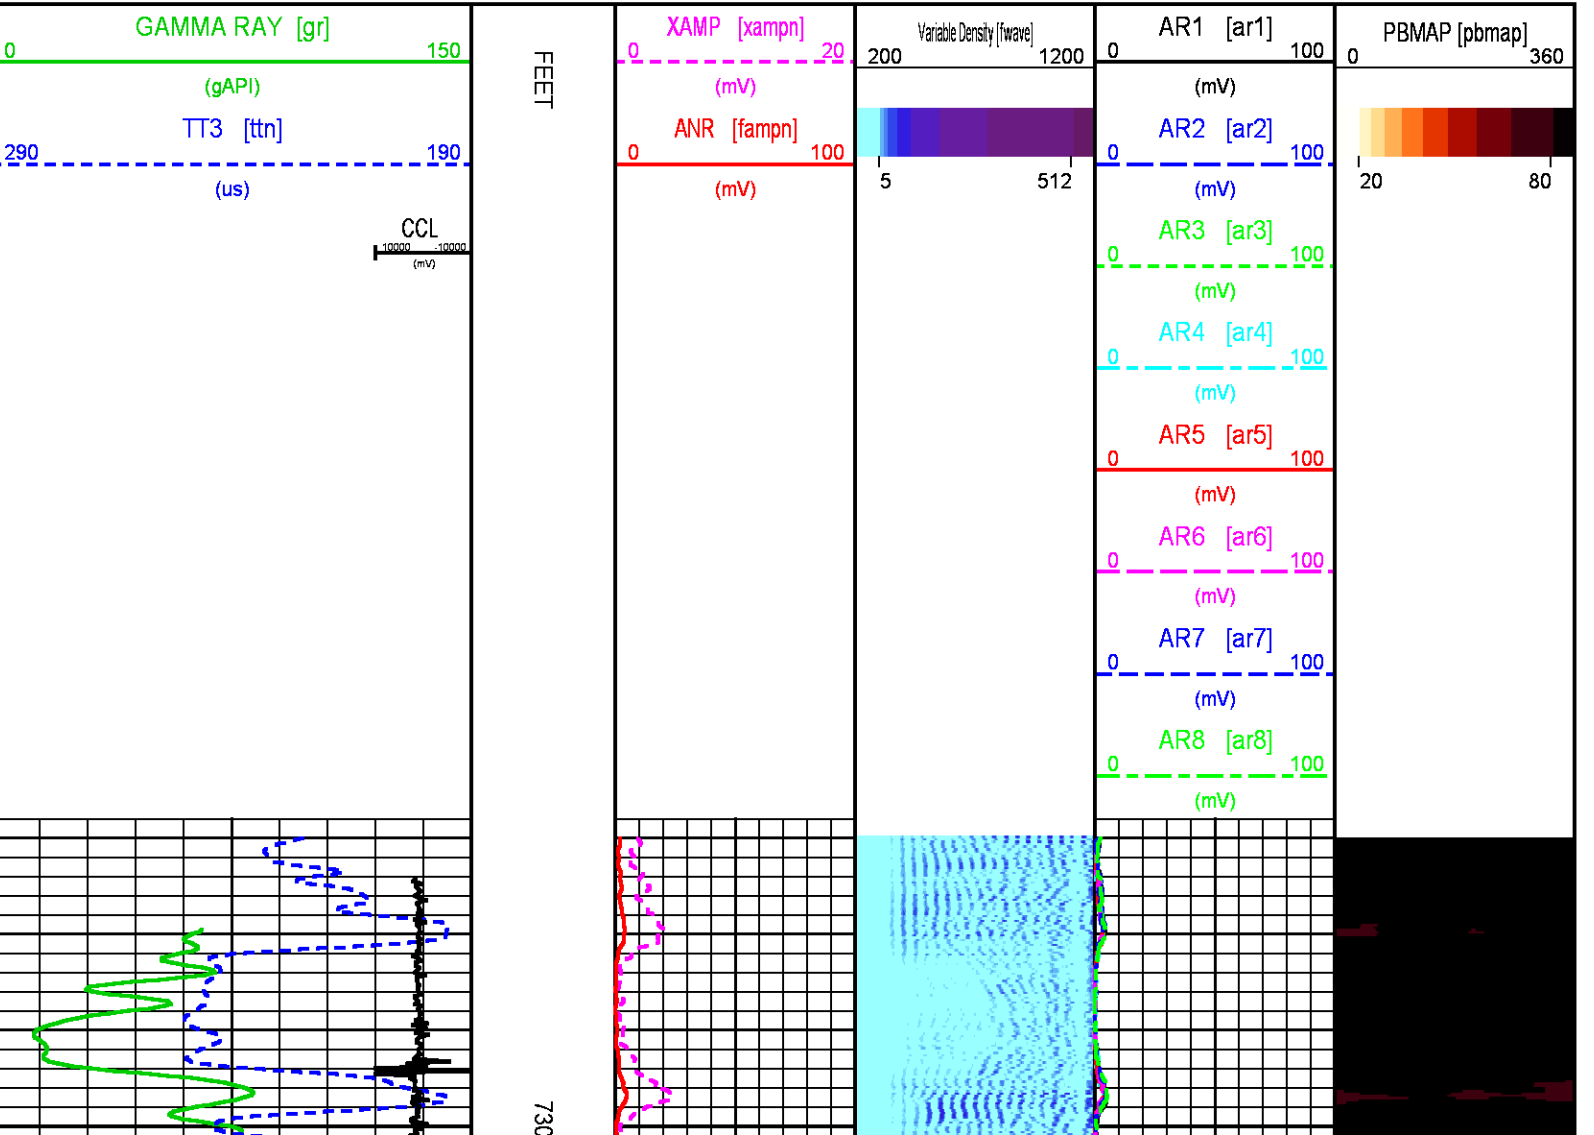 GAMMA RAY [gr]
0 150
(gAPI)
TT3 [ttn]
290 190
(us)
CCL
10000 -10000
(mV)
FEET
730
XAMP [xampn]
0 20
(mV)
ANR [fampn]
0 100
(mV)
Variable Density [fwave]
200 1200
5 512
AR1 [ar1]
0 100
(mV)
AR2 [ar2]
0 100
(mV)
AR3 [ar3]
0 100
(mV)
AR4 [ar4]
0 100
(mV)
AR5 [ar5]
0 100
(mV)
AR6 [ar6]
0 100
(mV)
AR7 [ar7]
0 100
(mV)
AR8 [ar8]
0 100
(mV)
PBMAP [pbmap]
0 360
20 80